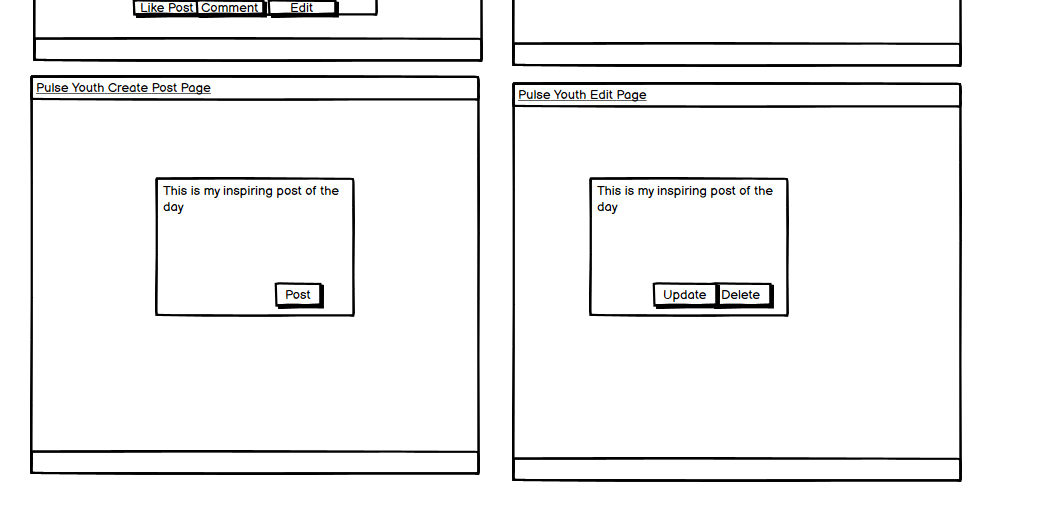 Like Post Comment Edit
Pulse Youth Create Post Page
This is my inspiring post of the
day
Post
Pulse Youth Edit Page
This is my inspiring post of the
day
Update Delete